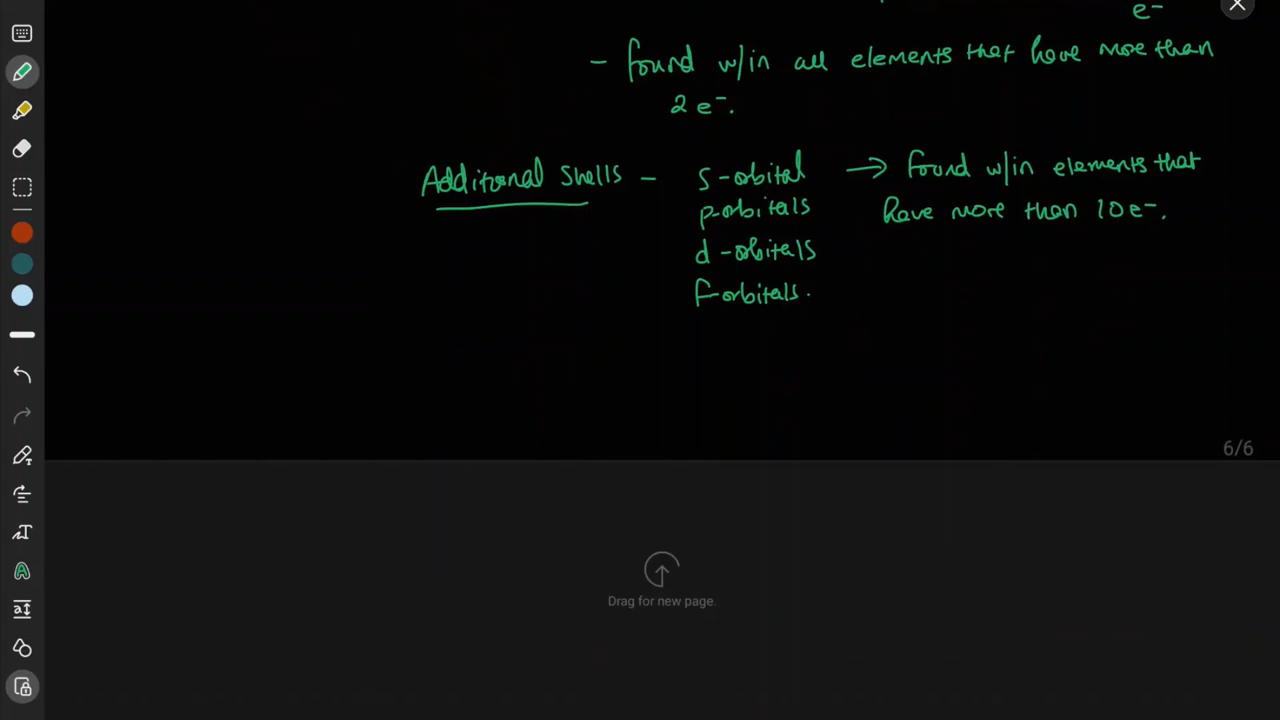 e-
- found w/in all elements that have more than
2 e-.
Additional Shells - s-orbital → found w/in elements that
p-orbitals have more than 10 e-.
d-orbitals
f-orbitals.
6/6
Drag for new page.